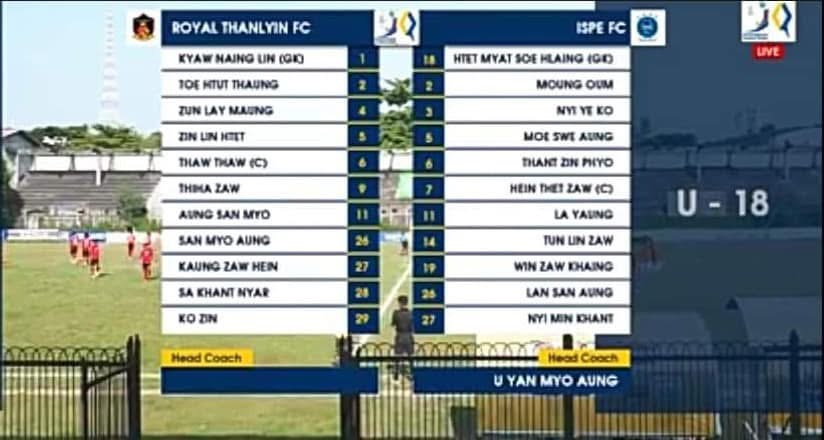 ROYAL THANLYIN FC
ISPE FC
LIVE
KYAW NAING LIN (GK) 1
18 HTET MYAT SOE HLAING (GK)
TOE HTUT THAUNG 2
2 MOUNG OUM
ZUN LAY MAUNG 4
3 NYI YE KO
ZIN LIN HTET 5
5 MOE SWE AUNG
THAW THAW (C) 6
6 THANT ZIN PHYO
THIHA ZAW 9
7 HEIN THET ZAW (C)
AUNG SAN MYO 11
11 LA YAUNG
SAN MYO AUNG 26
14 TUN LIN ZAW
KAUNG ZAW HEIN 27
19 WIN ZAW KHAING
SA KHANT NYAR 28
26 LAN SAN AUNG
KO ZIN 29
27 NYI MIN KHANT
U - 18
Head Coach
Head Coach
U YAN MYO AUNG